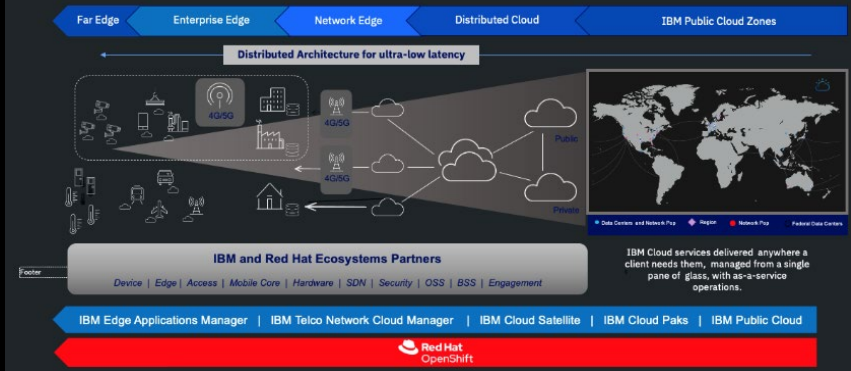 Far Edge
Enterprise Edge
Network Edge
Distributed Cloud
IBM Public Cloud Zones
Distributed Architecture for ultra-low latency
4G/5G
4G/5G
4G/5G
Public
Private
Data Centers and Network Pop
Region
Network Pop
Federal Data Centers
IBM and Red Hat Ecosystems Partners
Device | Edge | Access | Mobile Core | Hardware | SDN | Security | OSS | BSS | Engagement
Footer
IBM Cloud services delivered anywhere a
client needs them, managed from a single
pane of glass, with as-a-service
operations.
IBM Edge Applications Manager | IBM Telco Network Cloud Manager | IBM Cloud Satellite | IBM Cloud Paks | IBM Public Cloud
Red Hat
OpenShift